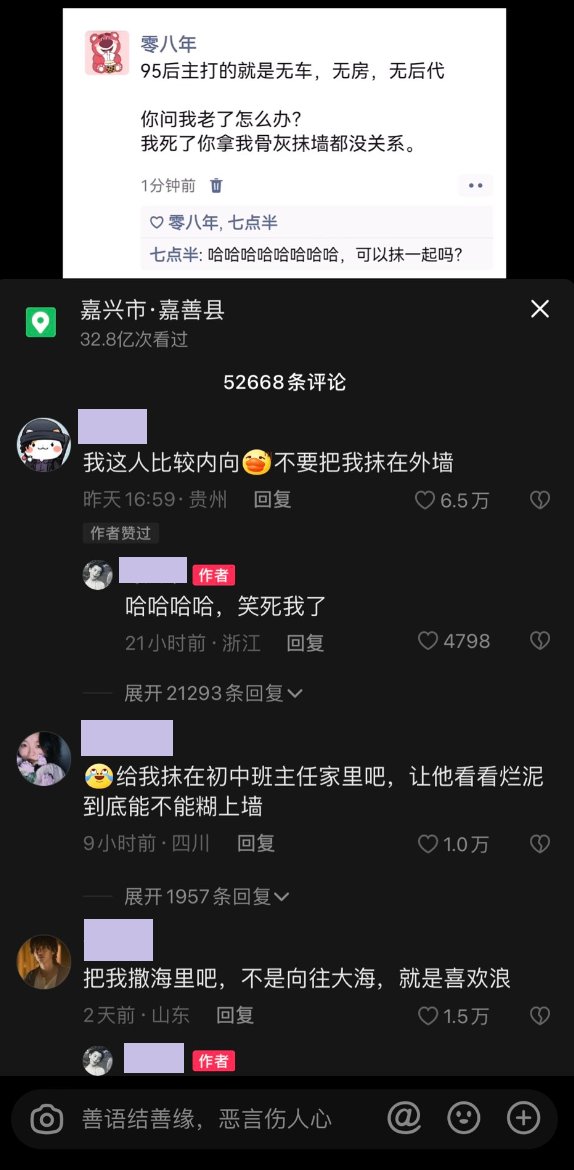 零八年
95后主打的就是无车，无房，无后代
你问我老了怎么办？
我死了你拿我骨灰抹墙都没关系。
1分钟前
零八年, 七点半
七点半: 哈哈哈哈哈哈哈哈，可以抹一起吗？
嘉兴市·嘉善县
32.8亿次看过
52668条评论
我这人比较内向不要把我抹在外墙
昨天16:59·贵州 回复 6.5万
作者赞过
作者
哈哈哈哈，笑死我了
21小时前·浙江 回复 4798
展开21293条回复
给我抹在初中班主任家里吧，让他看看烂泥
到底能不能糊上墙
9小时前·四川 回复 1.0万
展开1957条回复
把我撒海里吧，不是向往大海，就是喜欢浪
2天前·山东 回复 1.5万
作者
善语结善缘，恶言伤人心